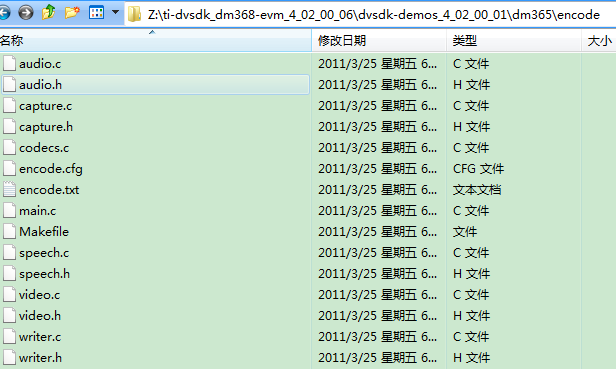 Z:\ti-dvsdk_dm368-evm_4_02_00_06\dvsdk-demos_4_02_00_01\dm365\encode
名称 修改日期 类型 大小
audio.c 2011/3/25 星期五 6... C 文件
audio.h 2011/3/25 星期五 6... H 文件
capture.c 2011/3/25 星期五 6... C 文件
capture.h 2011/3/25 星期五 6... H 文件
codecs.c 2011/3/25 星期五 6... C 文件
encode.cfg 2011/3/25 星期五 6... CFG 文件
encode.txt 2011/3/25 星期五 6... 文本文档
main.c 2011/3/25 星期五 6... C 文件
Makefile 2011/3/25 星期五 6... 文件
speech.c 2011/3/25 星期五 6... C 文件
speech.h 2011/3/25 星期五 6... H 文件
video.c 2011/3/25 星期五 6... C 文件
video.h 2011/3/25 星期五 6... H 文件
writer.c 2011/3/25 星期五 6... C 文件
writer.h 2011/3/25 星期五 6... H 文件